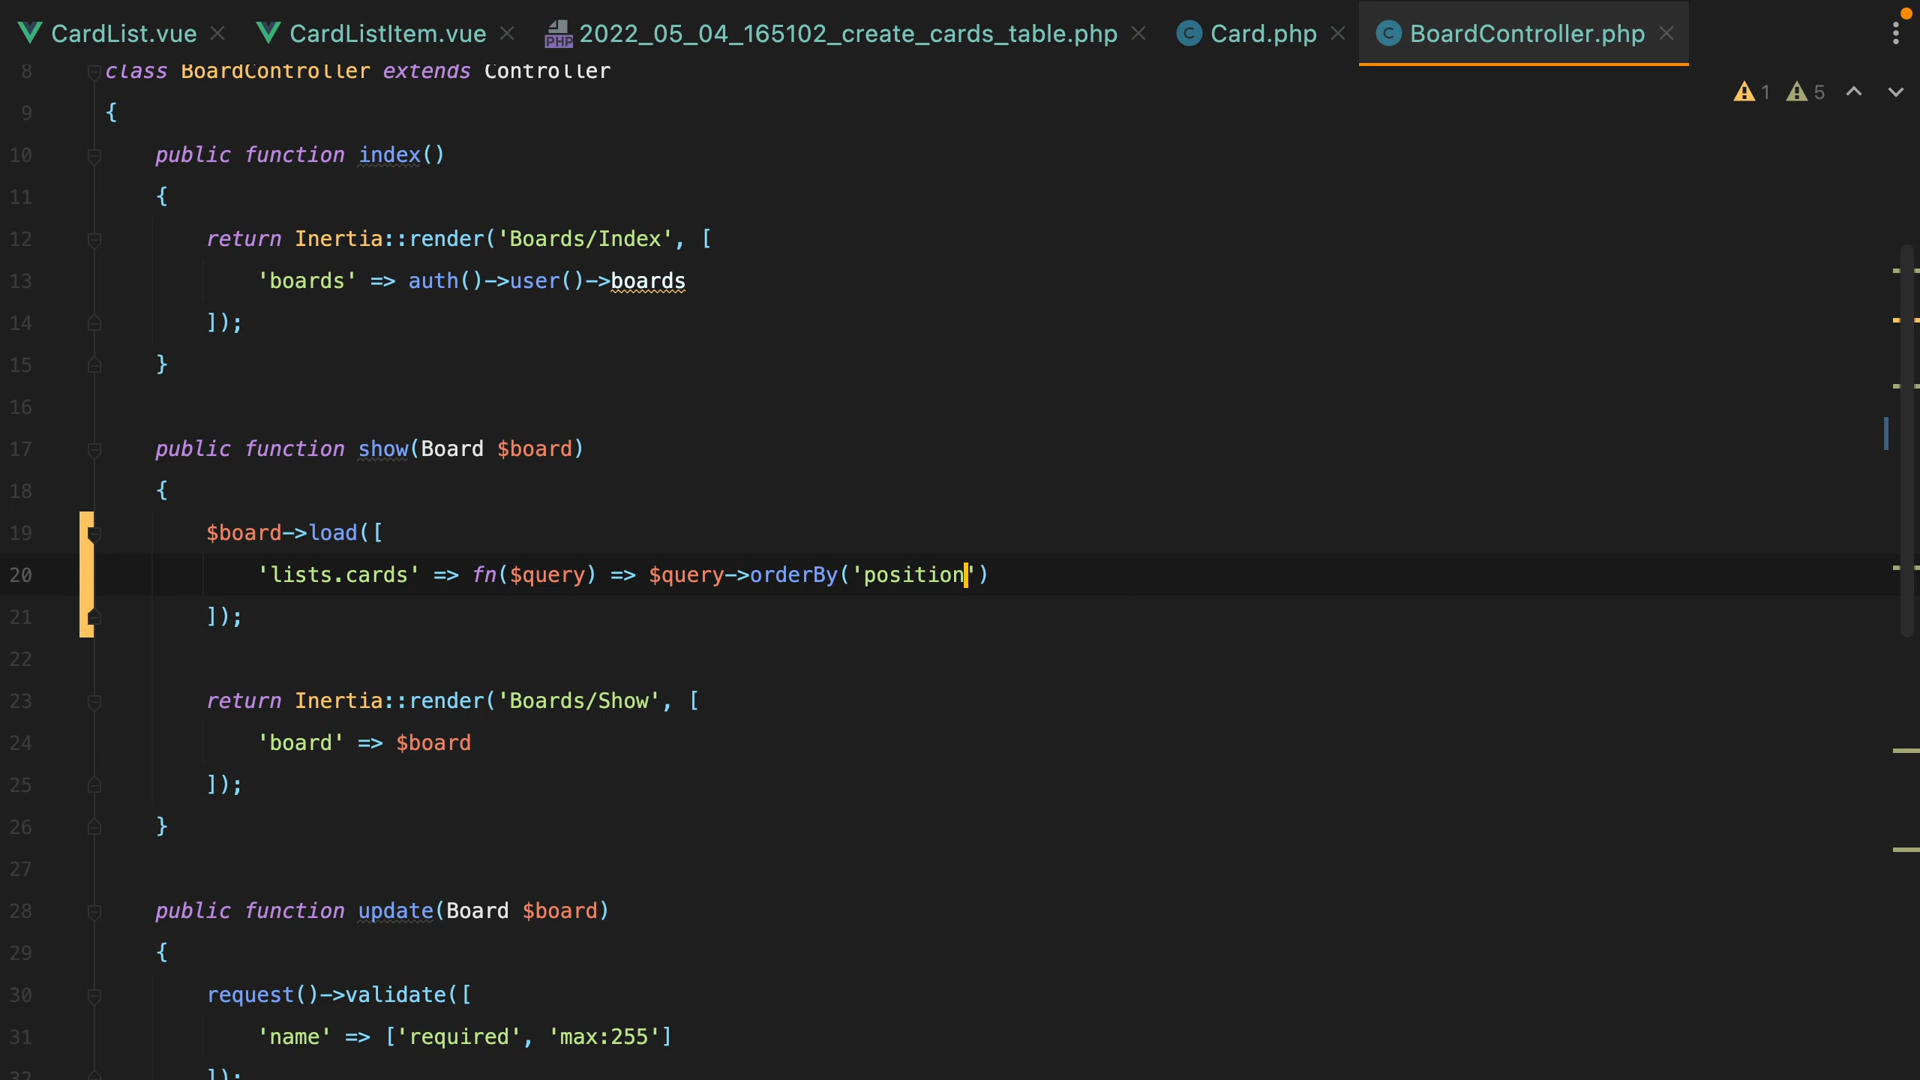 CardList.vue CardListItem.vue 2022_05_04_165102_create_cards_table.php Card.php BoardController.php
8 class BoardController extends Controller
1 5
9 {
10 public function index()
11 {
12 return Inertia::render('Boards/Index', [
13 'boards' => auth()->user()->boards
14 ]);
15 }
16
17 public function show(Board $board)
18 {
19 $board->load([
20 'lists.cards' => fn($query) => $query->orderBy('position')
21 ]);
22
23 return Inertia::render('Boards/Show', [
24 'board' => $board
25 ]);
26 }
27
28 public function update(Board $board)
29 {
30 request()->validate([
31 'name' => ['required', 'max:255']
32 ]);